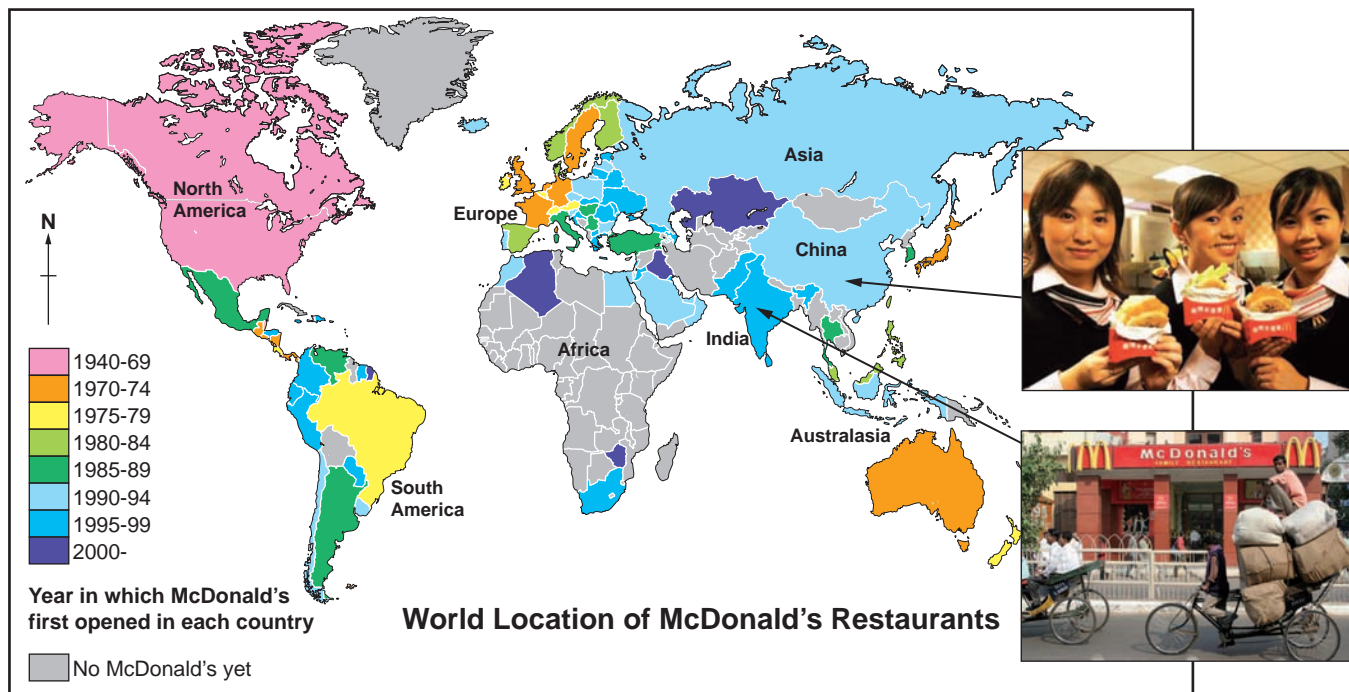 North
America
N
Europe
Asia
China
India
Africa
Australasia
South
America
1940-69
1970-74
1975-79
1980-84
1985-89
1990-94
1995-99
2000-
Year in which McDonald's
first opened in each country
No McDonald's yet
World Location of McDonald's Restaurants
McDonald's
FAMILY RESTAURANT